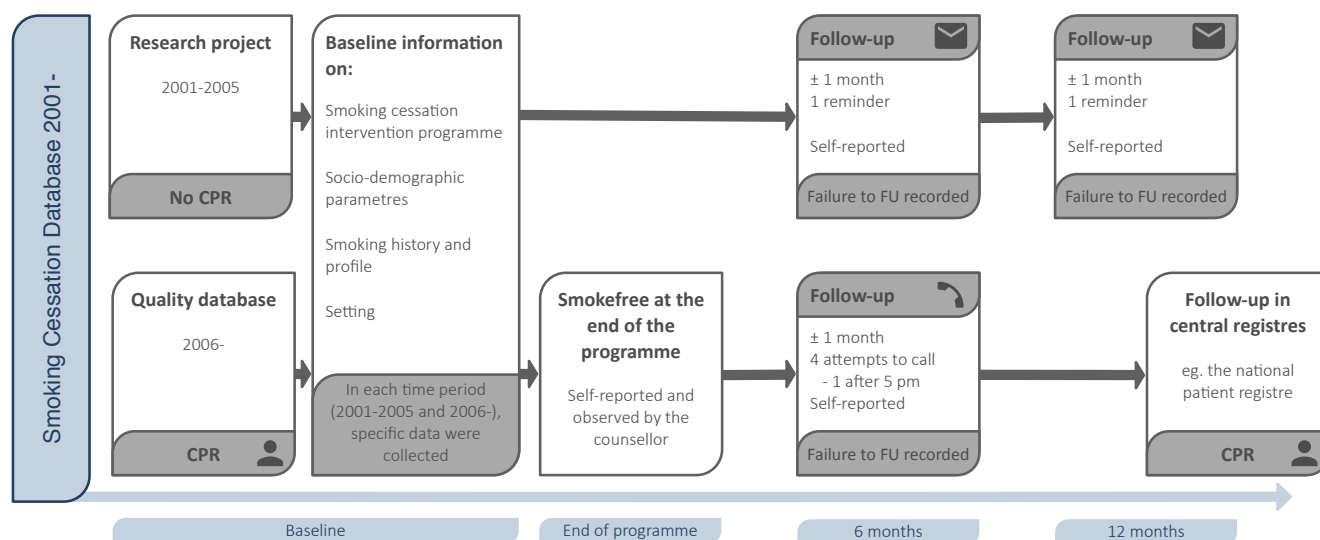 Smoking Cessation Database 2001-
Research project
2001-2005
No CPR
Baseline information
on:
Smoking cessation
intervention programme
Socio-demographic
parametres
Smoking history and
profile
Setting
In each time period
(2001-2005 and 2006-),
specific data were
collected
Follow-up
± 1 month
1 reminder
Self-reported
Failure to FU recorded
Follow-up
± 1 month
1 reminder
Self-reported
Failure to FU recorded
Quality database
2006-
CPR
Smokefree at the
end of the
programme
Self-reported and
observed by the
counsellor
Follow-up
± 1 month
4 attempts to call
- 1 after 5 pm
Self-reported
Failure to FU recorded
Follow-up in
central registres
eg. the national
patient registre
CPR
Baseline
End of programme
6 months
12 months